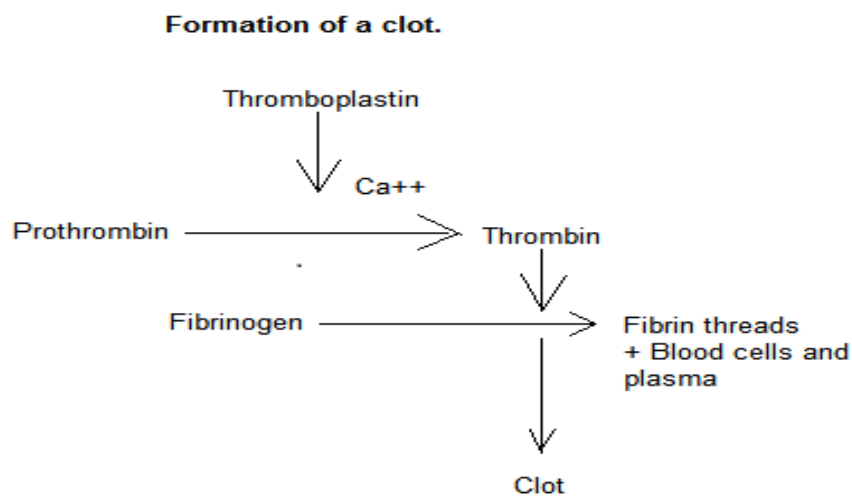 Formation of a clot.
Thromboplastin
Ca++
Prothrombin
Thrombin
Fibrinogen
Fibrin threads
+ Blood cells and
plasma
Clot